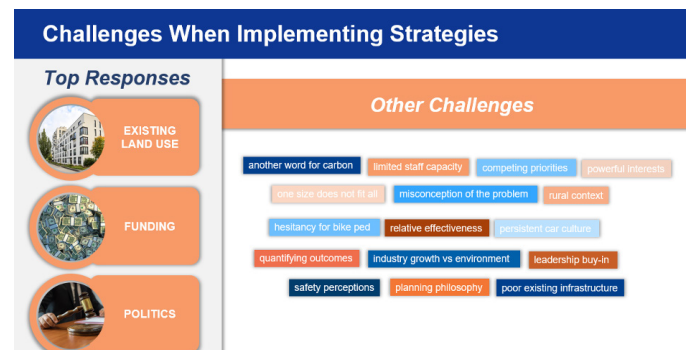 Challenges When Implementing Strategies
Top Responses
EXISTING
LAND USE
FUNDING
POLITICS
Other Challenges
another word for carbon
limited staff capacity
competing priorities
powerful interests
one size does not fit all
misconception of the problem
rural context
hesitancy for bike ped
relative effectiveness
persistent car culture
quantifying outcomes
industry growth vs environment
leadership buy-in
safety perceptions
planning philosophy
poor existing infrastructure